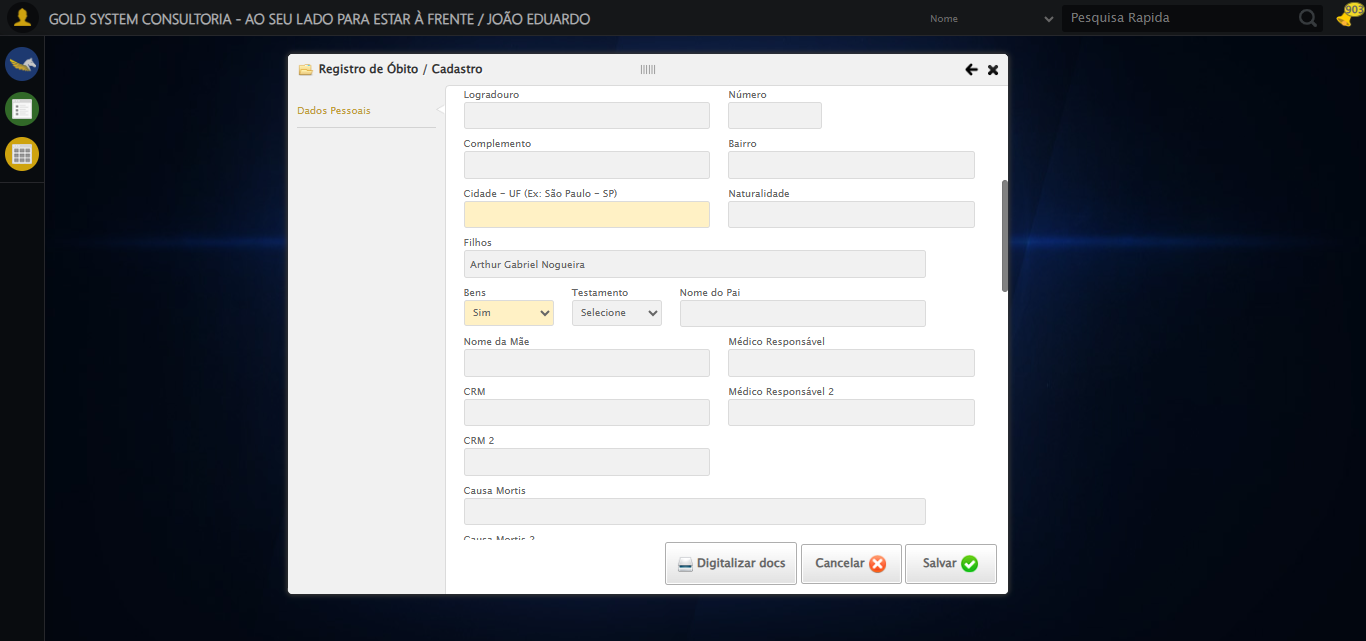 GOLD SYSTEM CONSULTORIA - AO SEU LADO PARA ESTAR À FRENTE / JOÃO EDUARDO
Nome
Pesquisa Rapida
903
Registro de Óbito / Cadastro
Dados Pessoais
Logradouro
Número
Complemento
Bairro
Cidade - UF (Ex: São Paulo - SP)
Naturalidade
Filhos
Arthur Gabriel Nogueira
Bens
Testamento
Nome do Pai
Sim
Selecione
Nome da Mãe
Médico Responsável
CRM
Médico Responsável 2
CRM 2
Causa Mortis
Causa Mortis 2
Digitalizar docs
Cancelar
Salvar